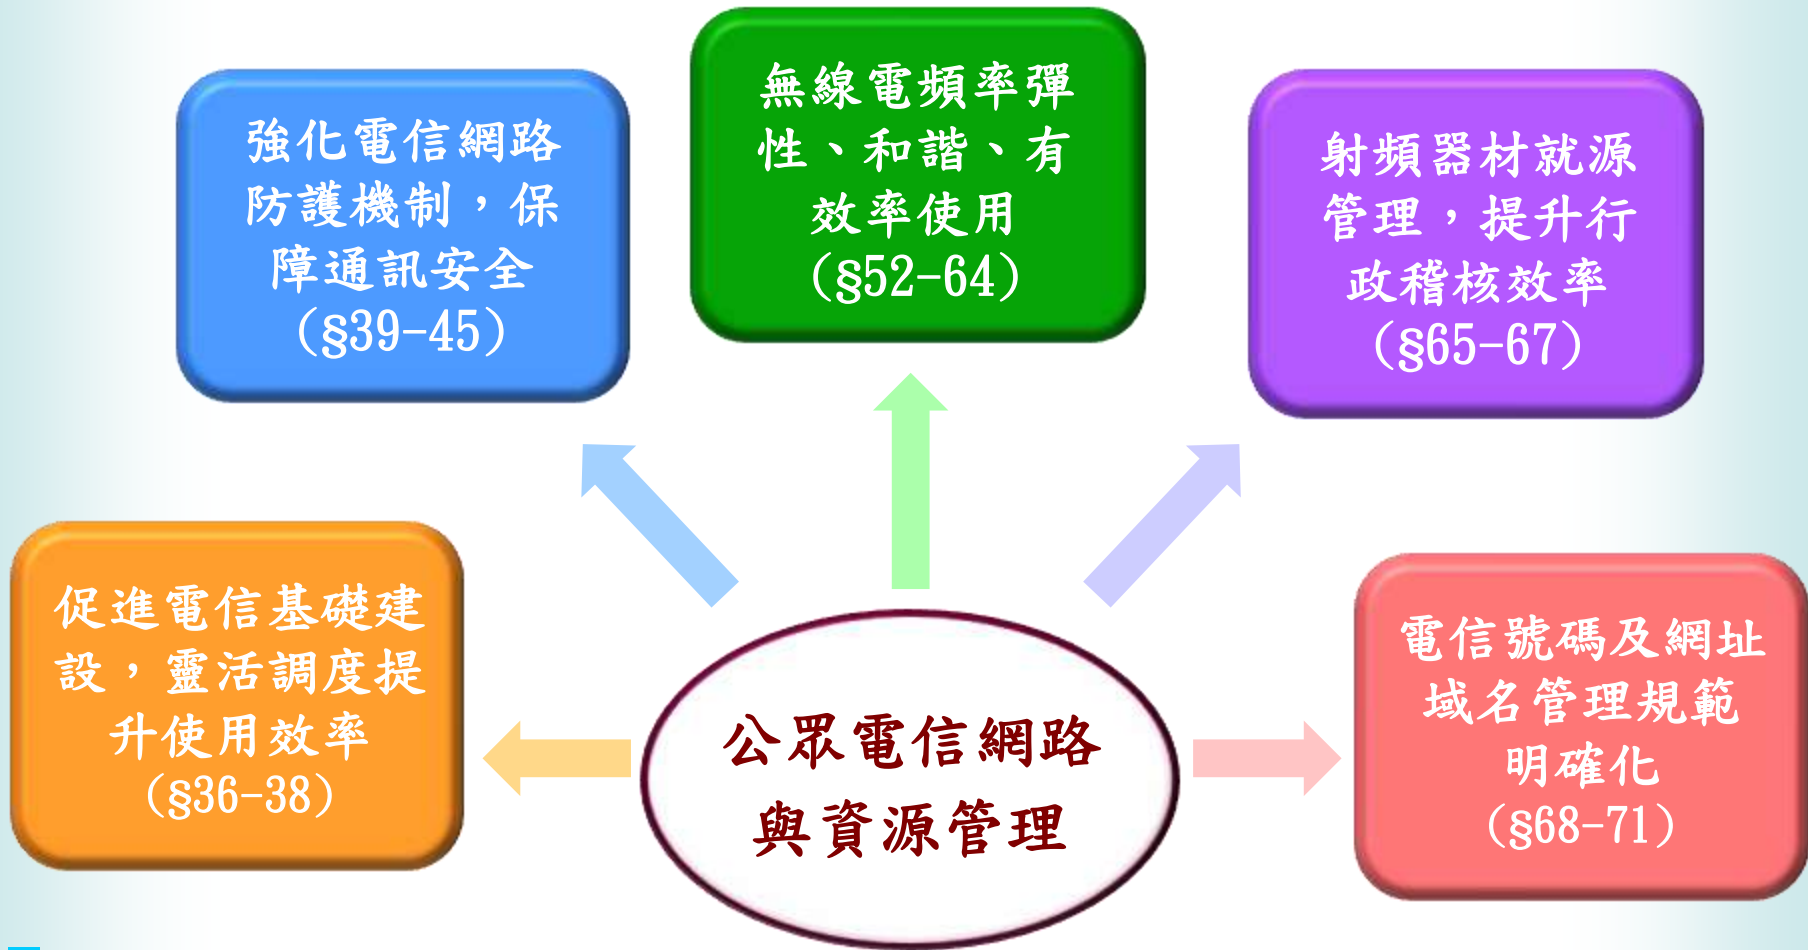 強化電信網路
防護機制，保
障通訊安全
(§39-45)
無線電頻率彈
性、和諧、有
效率使用
(§52-64)
射頻器材就源
管理，提升行
政稽核效率
(§65-67)
促進電信基礎建
設，靈活調度提
升使用效率
(§36-38)
公眾電信網路
與資源管理
電信號碼及網址
域名管理規範
明確化
(§68-71)